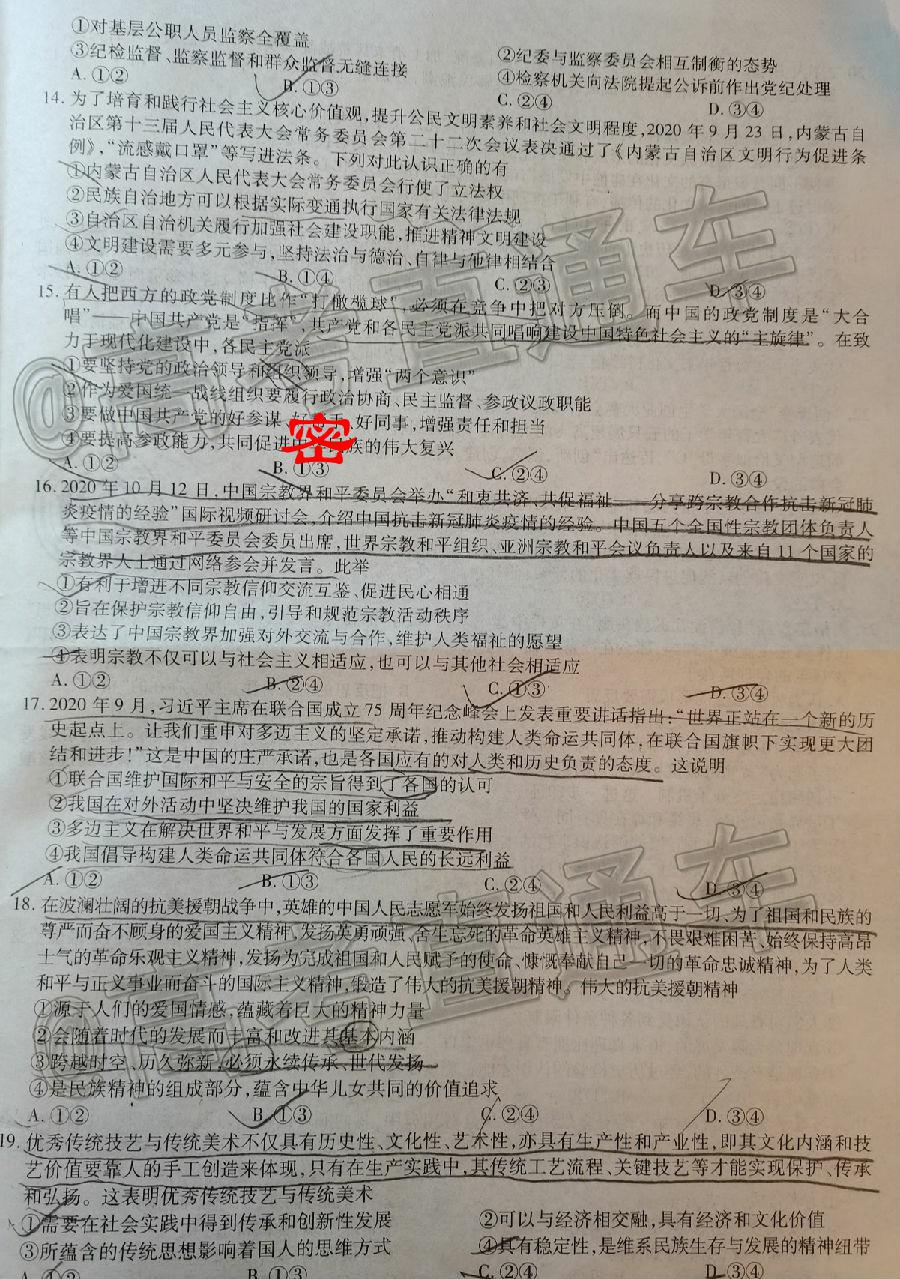 ①对基层公职人员监察全覆盖
②纪委与监察委员会相互制衡的态势
③纪检监督、监察监督和群众监督无缝连接
④检察机关向法院提起公诉前作出党纪处理
A.①② B.①③ C.②④ D.③④
14.为了培育和践行社会主义核心价值观,提升公民文明素养和社会文明程度,2020年9月23日,内蒙古自
治区第十三届人民代表大会常务委员会第二十二次会议表决通过了《内蒙古自治区文明行为促进条
例》,“流感戴口罩”等写进法条。下列对此认识正确的有
①内蒙古自治区人民代表大会常务委员会行使了立法权
②民族自治地方可以根据实际变通执行国家有关法律法规
③自治区自治机关履行加强社会建设职能,推进精神文明建设
④文明建设需要多元参与,坚持法治与德治、自律与他律相结合
A.①② B.①④ C.②③ D.③④
15.有人把西方的政党制度比作“打橄榄球”,必须在竞争中把对方压倒。而中国的政党制度是“大合
唱”——中国共产党是“指挥”,共产党和各民主党派共同唱响建设中国特色社会主义的“主旋律”。在致
力于现代化建设中,各民主党派
①要坚持党的政治领导和组织领导,增强“两个意识”
②作为爱国统一战线组织要履行政治协商、民主监督、参政议政职能
③要做中国共产党的好参谋、好 、好同事,增强责任和担当
④要提高参政能力,共同促进 民族的伟大复兴
密
A.①② B.①③ C.②④ D.③④
16.2020年10月12日,中国宗教界和平委员会举办“和衷共济、共促福祉——分享跨宗教合作抗击新冠肺
炎疫情的经验”国际视频研讨会,介绍中国抗击新冠肺炎疫情的经验。中国五个全国性宗教团体负责人
等中国宗教界和平委员会委员出席,世界宗教和平组织、亚洲宗教和平会议负责人以及来自11个国家的
宗教界人士通过网络参会并发言。此举
①有利于增进不同宗教信仰交流互鉴、促进民心相通
②旨在保护宗教信仰自由,引导和规范宗教活动秩序
③表达了中国宗教界加强对外交流与合作,维护人类福祉的愿望
④表明宗教不仅可以与社会主义相适应,也可以与其他社会相适应
A.①② B.②④ C.①③ D.③④
17.2020年9月,习近平主席在联合国成立75周年纪念峰会上发表重要讲话指出:“世界正站在一个新的历
史起点上。让我们重申对多边主义的坚定承诺,推动构建人类命运共同体,在联合国旗帜下实现更大团
结和进步!”这是中国的庄严承诺,也是各国应有的对人类和历史负责的态度。这说明
①联合国维护国际和平与安全的宗旨得到了各国的认可
②我国在对外活动中坚决维护我国的国家利益
③多边主义在解决世界和平与发展方面发挥了重要作用
④我国倡导构建人类命运共同体符合各国人民的长远利益
A.①② B.①③ C.②④ D.③④
18.在波澜壮阔的抗美援朝战争中,英雄的中国人民志愿军始终发扬祖国和人民利益高于一切、为了祖国和民族的
尊严而奋不顾身的爱国主义精神、发扬英勇顽强、舍生忘死的革命英雄主义精神,不畏艰难困苦、始终保持高昂
士气的革命乐观主义精神,发扬为完成祖国和人民赋予的使命、慷慨奉献自己一切的革命忠诚精神,为了人类
和平与正义事业而奋斗的国际主义精神,锻造了伟大的抗美援朝精神。伟大的抗美援朝精神
①源于人们的爱国情感,蕴藏着巨大的精神力量
②会随着时代的发展而丰富和改进其基本内涵
③跨越时空、历久弥新,必须永续传承、世代发扬
④是民族精神的组成部分,蕴含中华儿女共同的价值追求
A.①② B.①③ C.②④ D.③④
19.优秀传统技艺与传统美术不仅具有历史性、文化性、艺术性,亦具有生产性和产业性,即其文化内涵和技
艺价值要靠人的手工创造来体现,只有在生产实践中,其传统工艺流程、关键技艺等才能实现保护、传承
和弘扬。这表明优秀传统技艺与传统美术
①需要在社会实践中得到传承和创新性发展
②可以与经济相交融,具有经济和文化价值
③所蕴含的传统思想影响着国人的思维方式
④具有稳定性,是维系民族生存与发展的精神纽带
A.①② B.①③ C.②④ D.③④